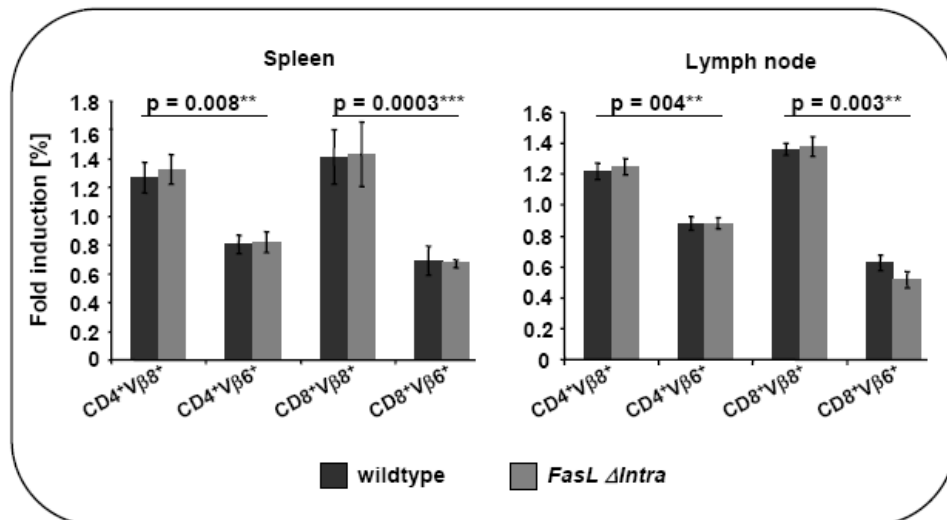 Spleen
Lymph node
p = 0.008**
p = 0.0003***
p = 004**
p = 0.003**
Fold induction [%]
1.8
1.6
1.4
1.2
1.0
0.8
0.6
0.4
0.2
0
1.6
1.4
1.2
1.0
0.8
0.6
0.4
0.2
0
CD4⁺Vβ8⁺
CD4⁺Vβ6⁺
CD8⁺Vβ8⁺
CD8⁺Vβ6⁺
CD4⁺Vβ8⁺
CD4⁺Vβ6⁺
CD8⁺Vβ8⁺
CD8⁺Vβ6⁺
wildtype
FasL ΔIntra